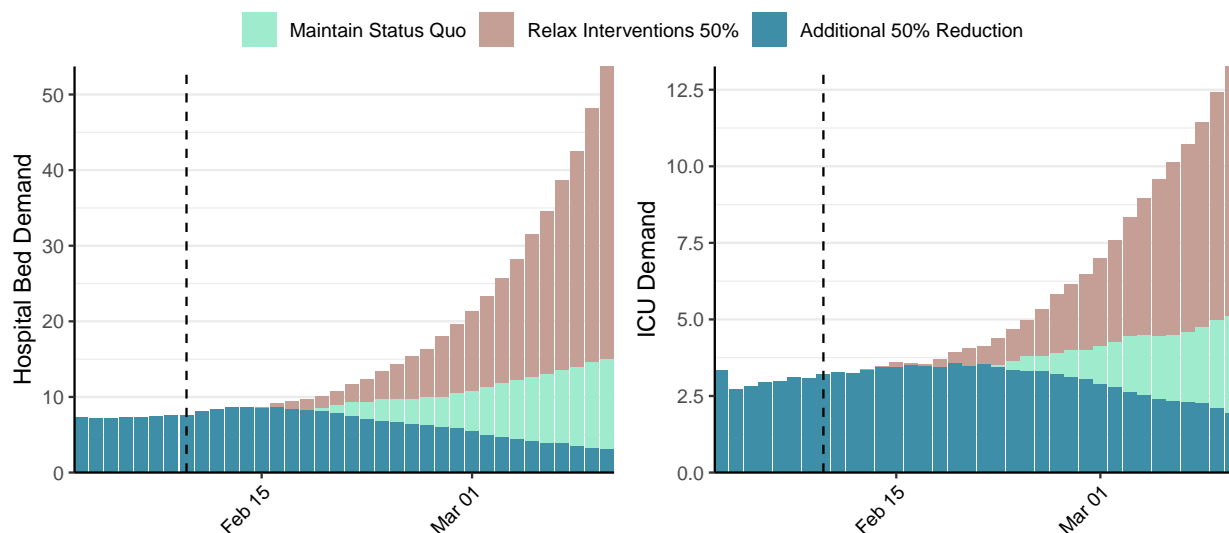 Maintain Status Quo Relax Interventions 50% Additional 50% Reduction
Hospital Bed Demand
50
40
30
20
10
0
Feb 15
Mar 01
ICU Demand
12.5
10.0
7.5
5.0
2.5
0.0
Feb 15
Mar 01